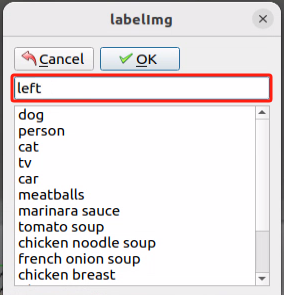 labelImg
Cancel OK
left
dog
person
cat
tv
car
meatballs
marinara sauce
tomato soup
chicken noodle soup
french onion soup
chicken breast